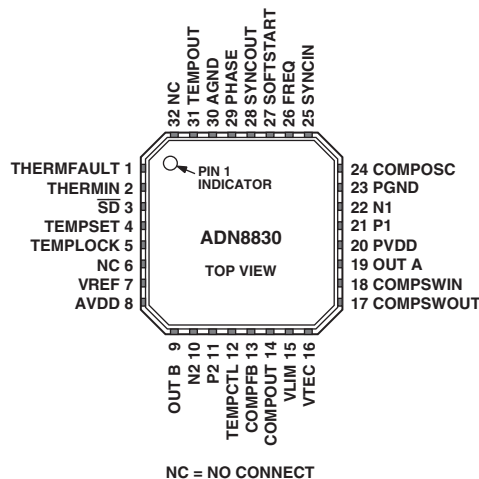 32 NC
31 TEMPOUT
30 AGND
29 PHASE
28 SYNCOUT
27 SOFTSTART
26 FREQ
25 SYNCIN
THERMFAULT 1
THERMIN 2
S̅D̅ 3
TEMPSET 4
TEMPLOCK 5
NC 6
VREF 7
AVDD 8
PIN 1
INDICATOR
ADN8830
TOP VIEW
24 COMPOSC
23 PGND
22 N1
21 P1
20 PVDD
19 OUT A
18 COMPSWIN
17 COMPSWOUT
OUT B 9
N2 10
P2 11
TEMPCTL 12
COMPFB 13
COMPOUT 14
VLIM 15
VTEC 16
NC = NO CONNECT